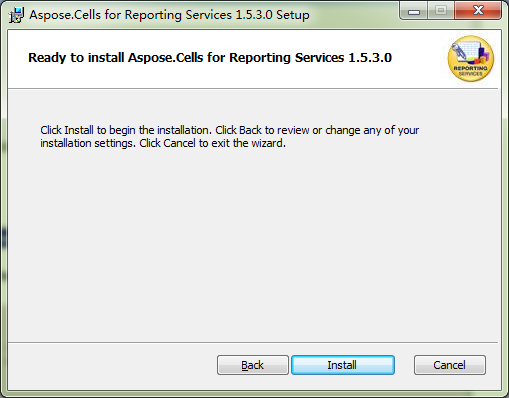 Aspose.Cells for Reporting Services 1.5.3.0 Setup
Ready to install Aspose.Cells for Reporting Services 1.5.3.0
REPORTING
SERVICES
Click Install to begin the installation. Click Back to review or change any of your
installation settings. Click Cancel to exit the wizard.
Back Install Cancel